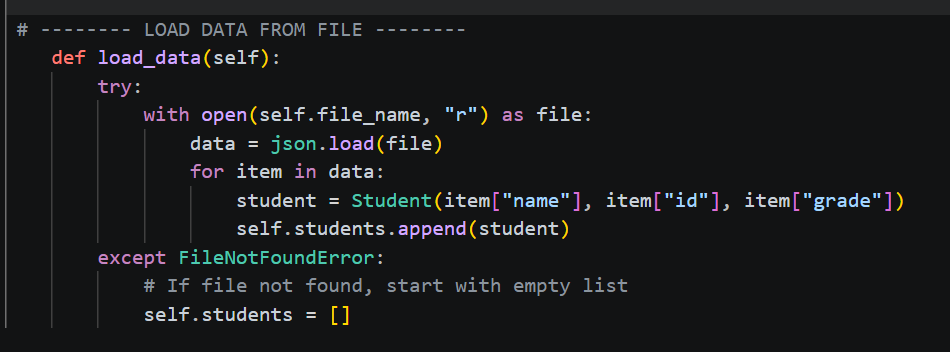 # -------- LOAD DATA FROM FILE --------
def load_data(self):
try:
with open(self.file_name, "r") as file:
data = json.load(file)
for item in data:
student = Student(item["name"], item["id"], item["grade"])
self.students.append(student)
except FileNotFoundError:
# If file not found, start with empty list
self.students = []